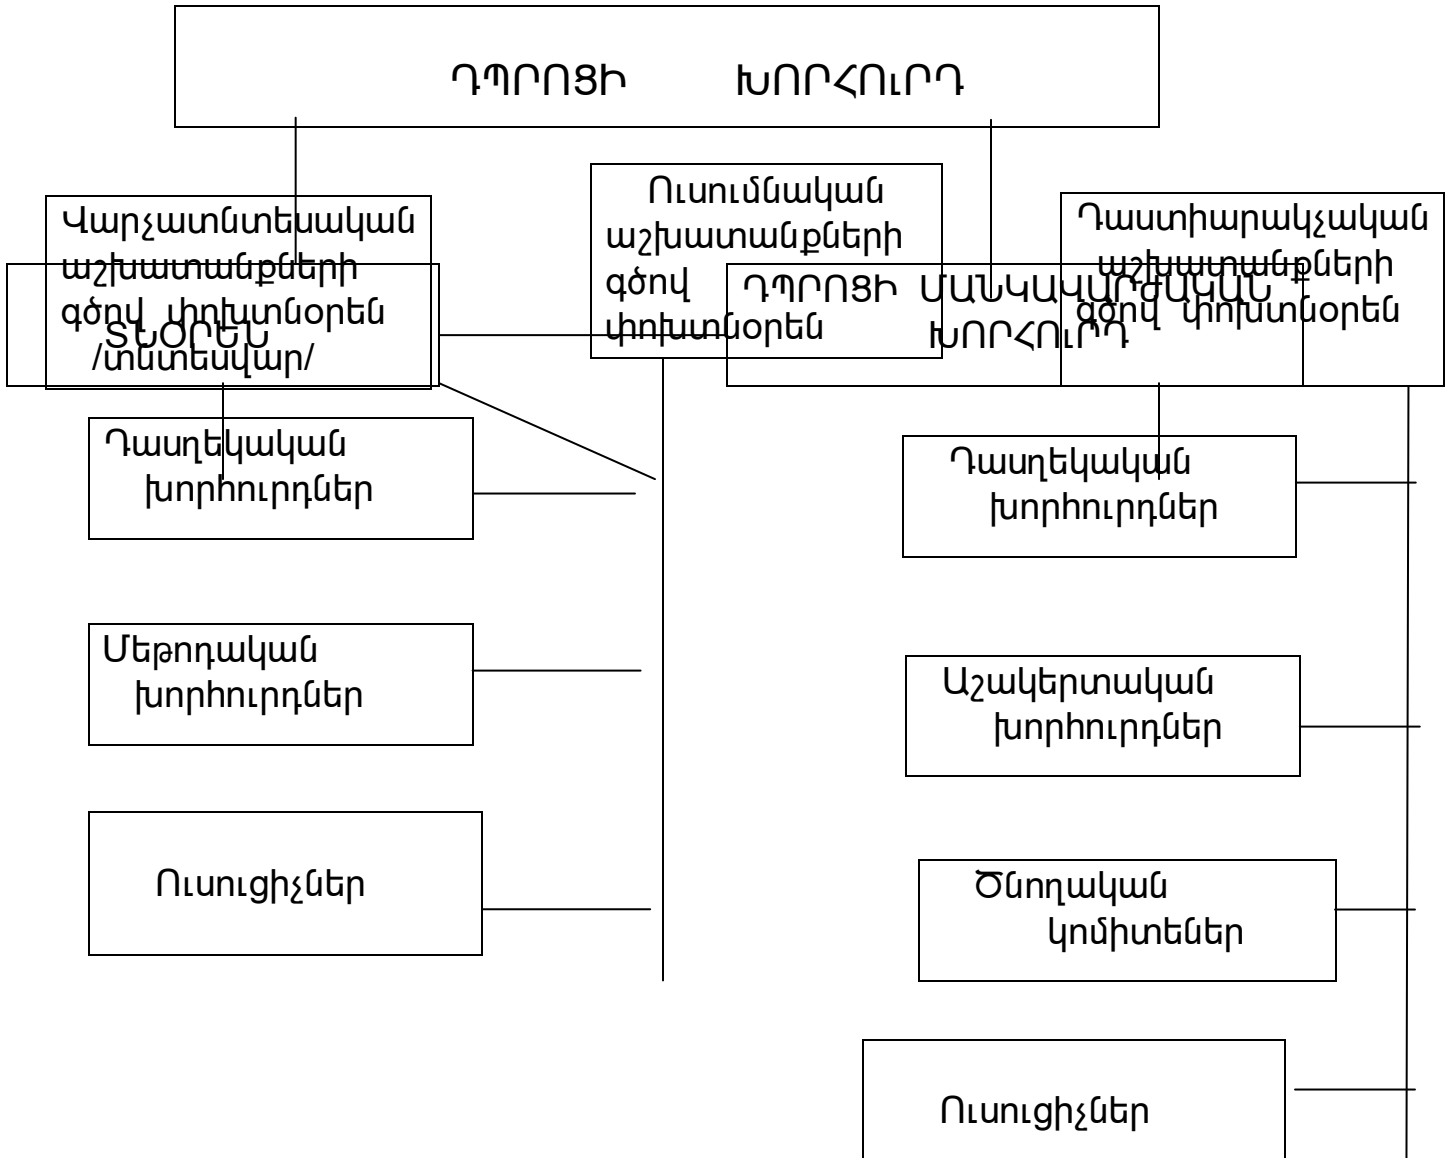 ԴՊՐՈՑԻ ԽՈՐՀՈւՐԴ
Վարչատնտեսական
աշխատանքների
գծով փոխտնօրեն
/տնտեսվար/
ՏՆՕՐԵՆ
Ուսումնական
աշխատանքների
գծով
փոխտնօրեն
ԴՊՐՈՑԻ ՄԱՆԿԱՎԱՐԺԱԿԱՆ
ԽՈՐՀՈւՐԴ
Դաստիարակչական
աշխատանքների
գծով փոխտնօրեն
Դասղեկական
խորհուրդներ
Մեթոդական
խորհուրդներ
Ուսուցիչներ
Դասղեկական
խորհուրդներ
Աշակերտական
խորհուրդներ
Ծնողական
կոմիտեներ
Ուսուցիչներ